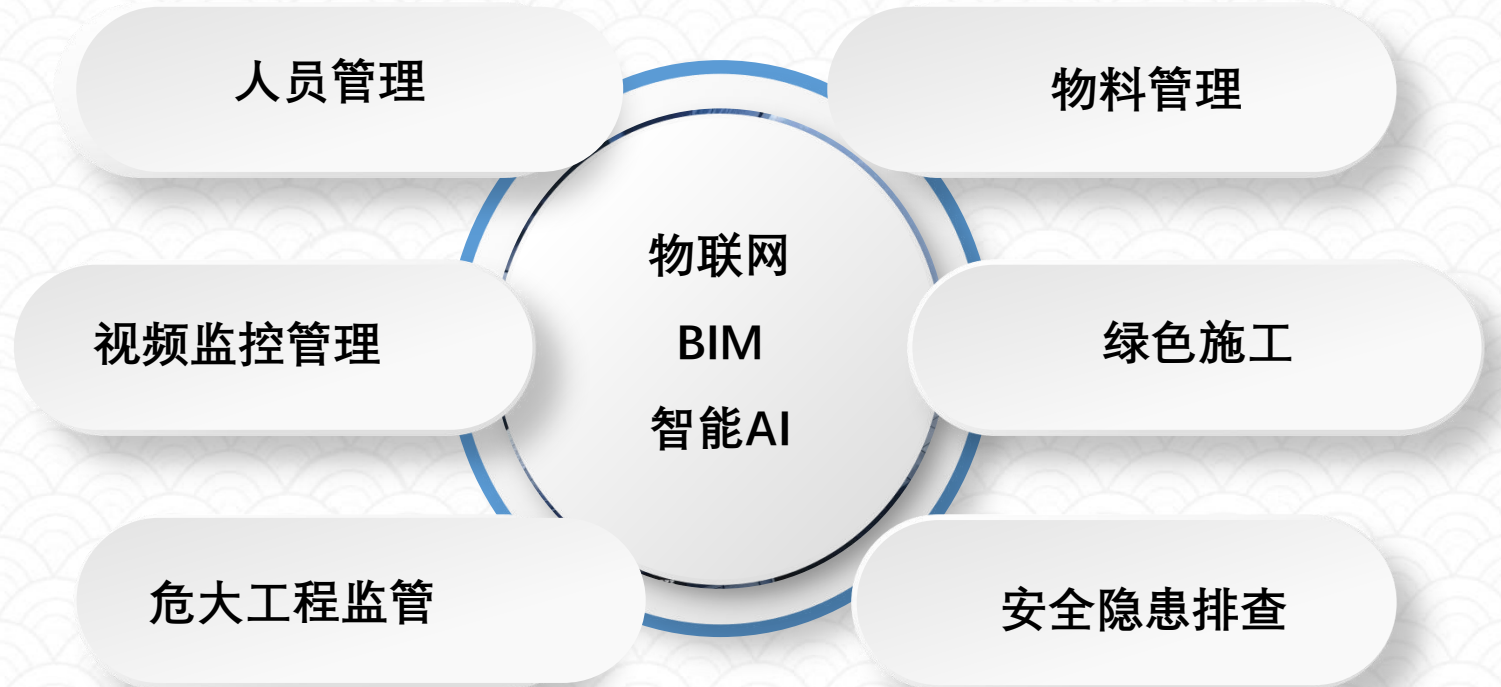 人员管理
物料管理
物联网
视频监控管理
BIM
绿色施工
智能AI
危大工程监管
安全隐患排查